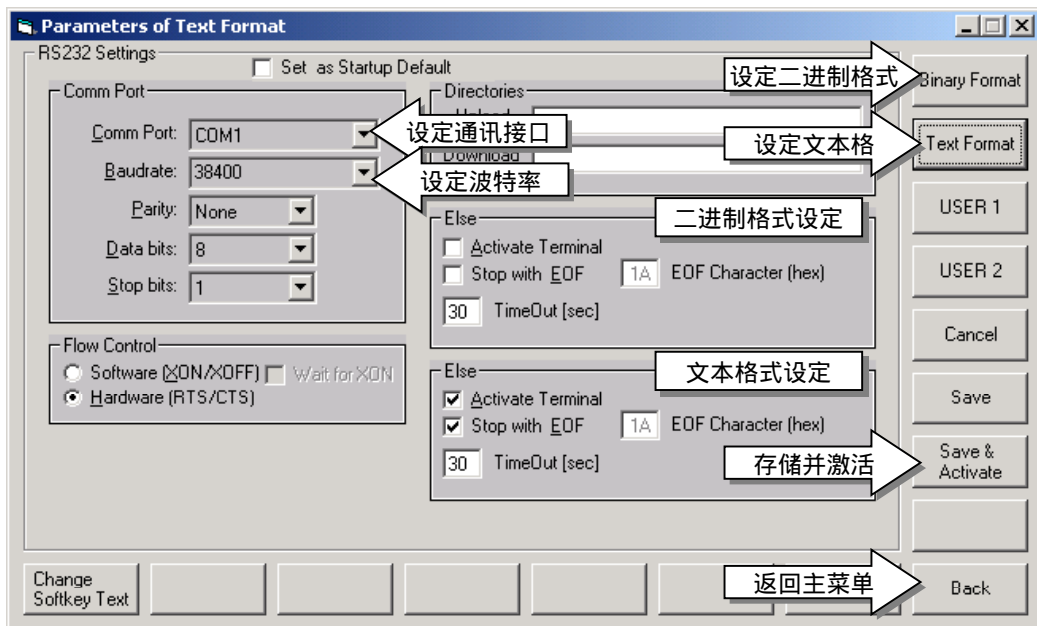 Parameters of Text Format
RS232 Settings
Set as Startup Default
Comm Port
Comm Port: COM1
Baudrate: 38400
Parity: None
Data bits: 8
Stop bits: 1
设定通讯接口
设定波特率
Flow Control
Software (XON/XOFF) Wait for XON
Hardware (RTS/CTS)
Directories
Upload
Download
Else
二进制格式设定
Activate Terminal
Stop with EOF 1A EOF Character (hex)
30 TimeOut [sec]
Else
文本格式设定
Activate Terminal
Stop with EOF 1A EOF Character (hex)
30 TimeOut [sec]
设定二进制格式
Binary Format
设定文本格
Text Format
USER 1
USER 2
Cancel
Save
存储并激活
Save &
Activate
返回主菜单
Back
Change
Softkey Text